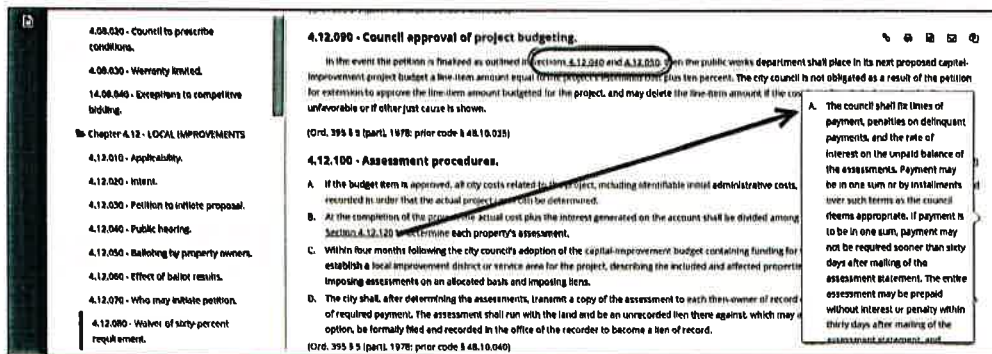 4.08.020 - Council to prescribe
conditions.
4.08.030 - Warranty limited.
14.08.040 - Exceptions to competitive
bidding.
Chapter 4.12 - LOCAL IMPROVEMENTS
4.12.010 - Applicability.
4.12.020 - Intent.
4.12.030 - Petition to initiate proposal.
4.12.040 - Public hearing.
4.12.050 - Balloting by property owners.
4.12.060 - Effect of ballot results.
4.12.070 - Who may initiate petition.
4.12.080 - Waiver of sixty-percent
requirement.
4.12.090 - Council approval of project budgeting.
In the event the petition is finalized as outlined in Sections 4.12.040 and 4.12.050, then the public works department shall place in its next proposed capital-
improvement project budget a line-item amount equal to the project's estimated cost plus ten percent. The city council is not obligated as a result of the petition
for extension to approve the line-item amount budgeted for the project, and may delete the line-item amount if the
unfavorable or if other just cause is shown.
(Ord. 395 § 5 (part), 1978: prior code § 48.10.035)
4.12.100 - Assessment procedures.
A. If the budget item is approved, all city costs related to the project, including identifiable initial administrative costs,
recorded in order that the actual project can be determined.
B. At the completion of the project the actual cost plus the interest generated on the account shall be divided among
Section 4.12.120 to determine each property's assessment.
C. Within four months following the city council's adoption of the capital-improvement budget containing funding for
establish a local improvement district or service area for the project, describing the included and affected
imposing assessments on an allocated basis and imposing liens.
D. The city shall, after determining the assessments, transmit a copy of the assessment to each then-owner of record
of required payment. The assessment shall run with the land and be an unrecorded lien there against, which may
option, be formally filed and recorded in the office of the recorder to become a lien of record.
(Ord. 395 § 5 (part), 1978: prior code § 48.10.040)
A. The council shall fix times of
payment, penalties on delinquent
payments, and the rate of
interest on the unpaid balance of
the assessments. Payment may
be in one sum or by installments
over such terms as the council
deems appropriate. If payment is
to be in one sum, payment may
not be required sooner than sixty
days after mailing of the
assessment statement. The entire
assessment may be prepaid
without interest or penalty within
thirty days after mailing of the
assessment statement, and